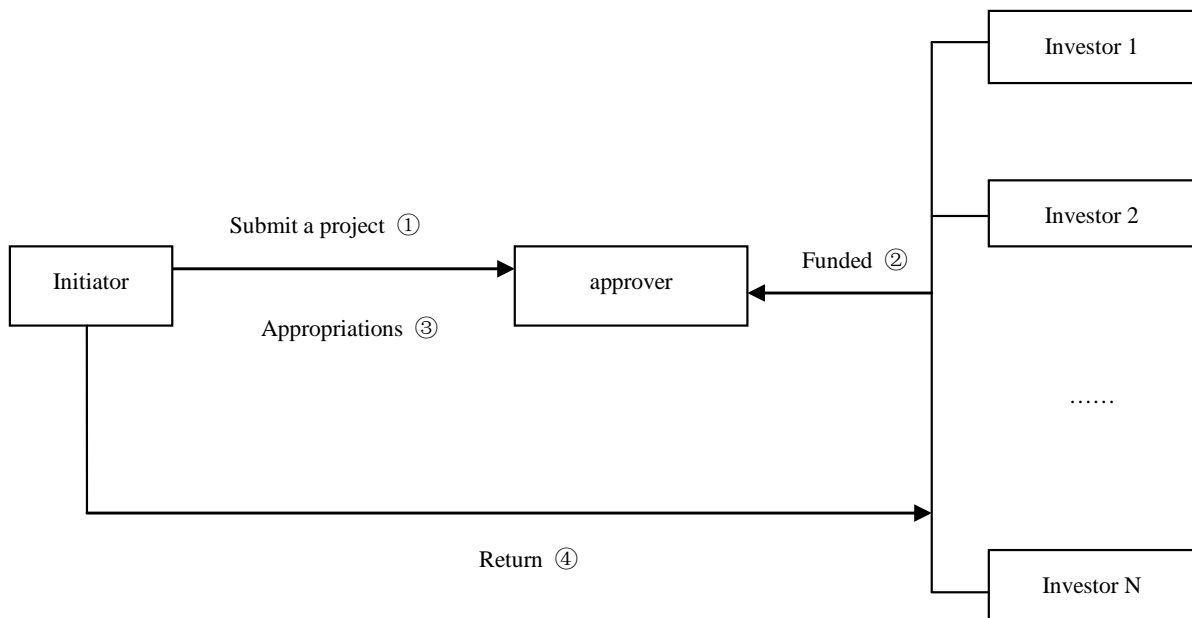 Investor 1
Investor 2
Submit a project ①
Funded ②
Initiator
approver
Appropriations ③
……
Return ④
Investor N